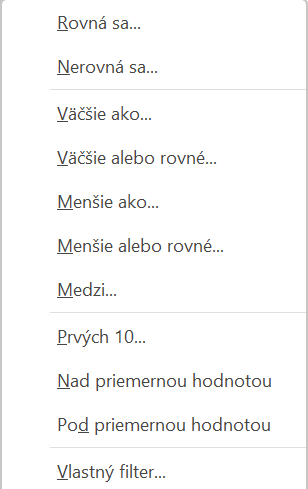 Rovná sa...
Nerovná sa...
Väčšie ako...
Väčšie alebo rovné...
Menšie ako...
Menšie alebo rovné...
Medzi...
Prvých 10...
Nad priemernou hodnotou
Pod priemernou hodnotou
Vlastný filter...